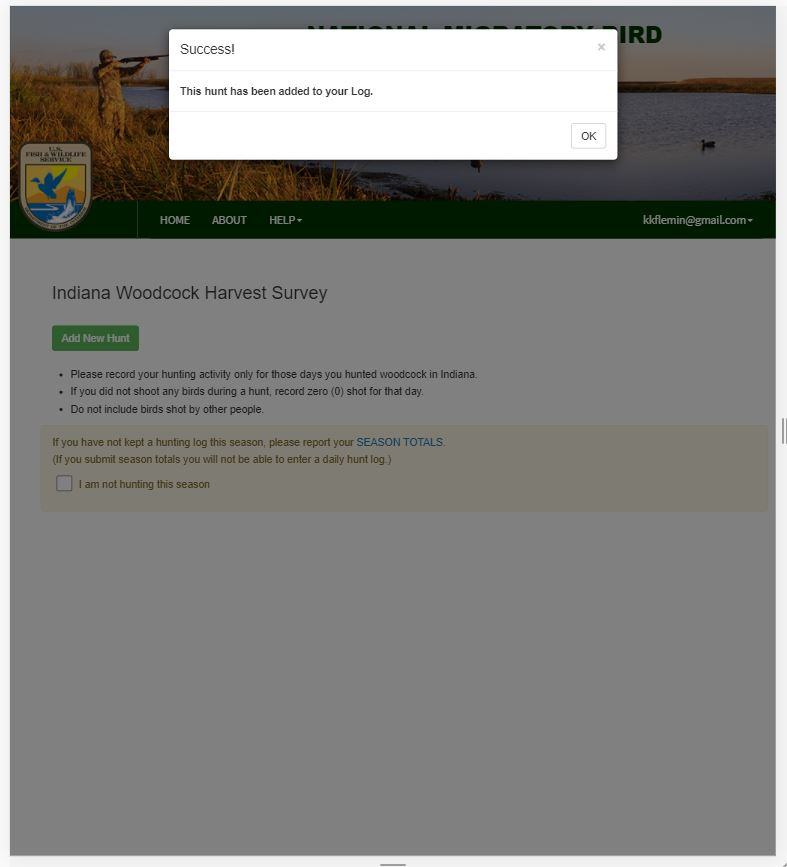 BIRD
Success!
×
This hunt has been added to your Log.
OK
U.S.
FISH & WILDLIFE
SERVICE
HOME ABOUT HELP kkflemin@gmail.com
Indiana Woodcock Harvest Survey
Add New Hunt
• Please record your hunting activity only for those days you hunted woodcock in Indiana.
• If you did not shoot any birds during a hunt, record zero (0) shot for that day.
• Do not include birds shot by other people.
If you have not kept a hunting log this season, please report your SEASON TOTALS.
(If you submit season totals you will not be able to enter a daily hunt log.)
I am not hunting this season